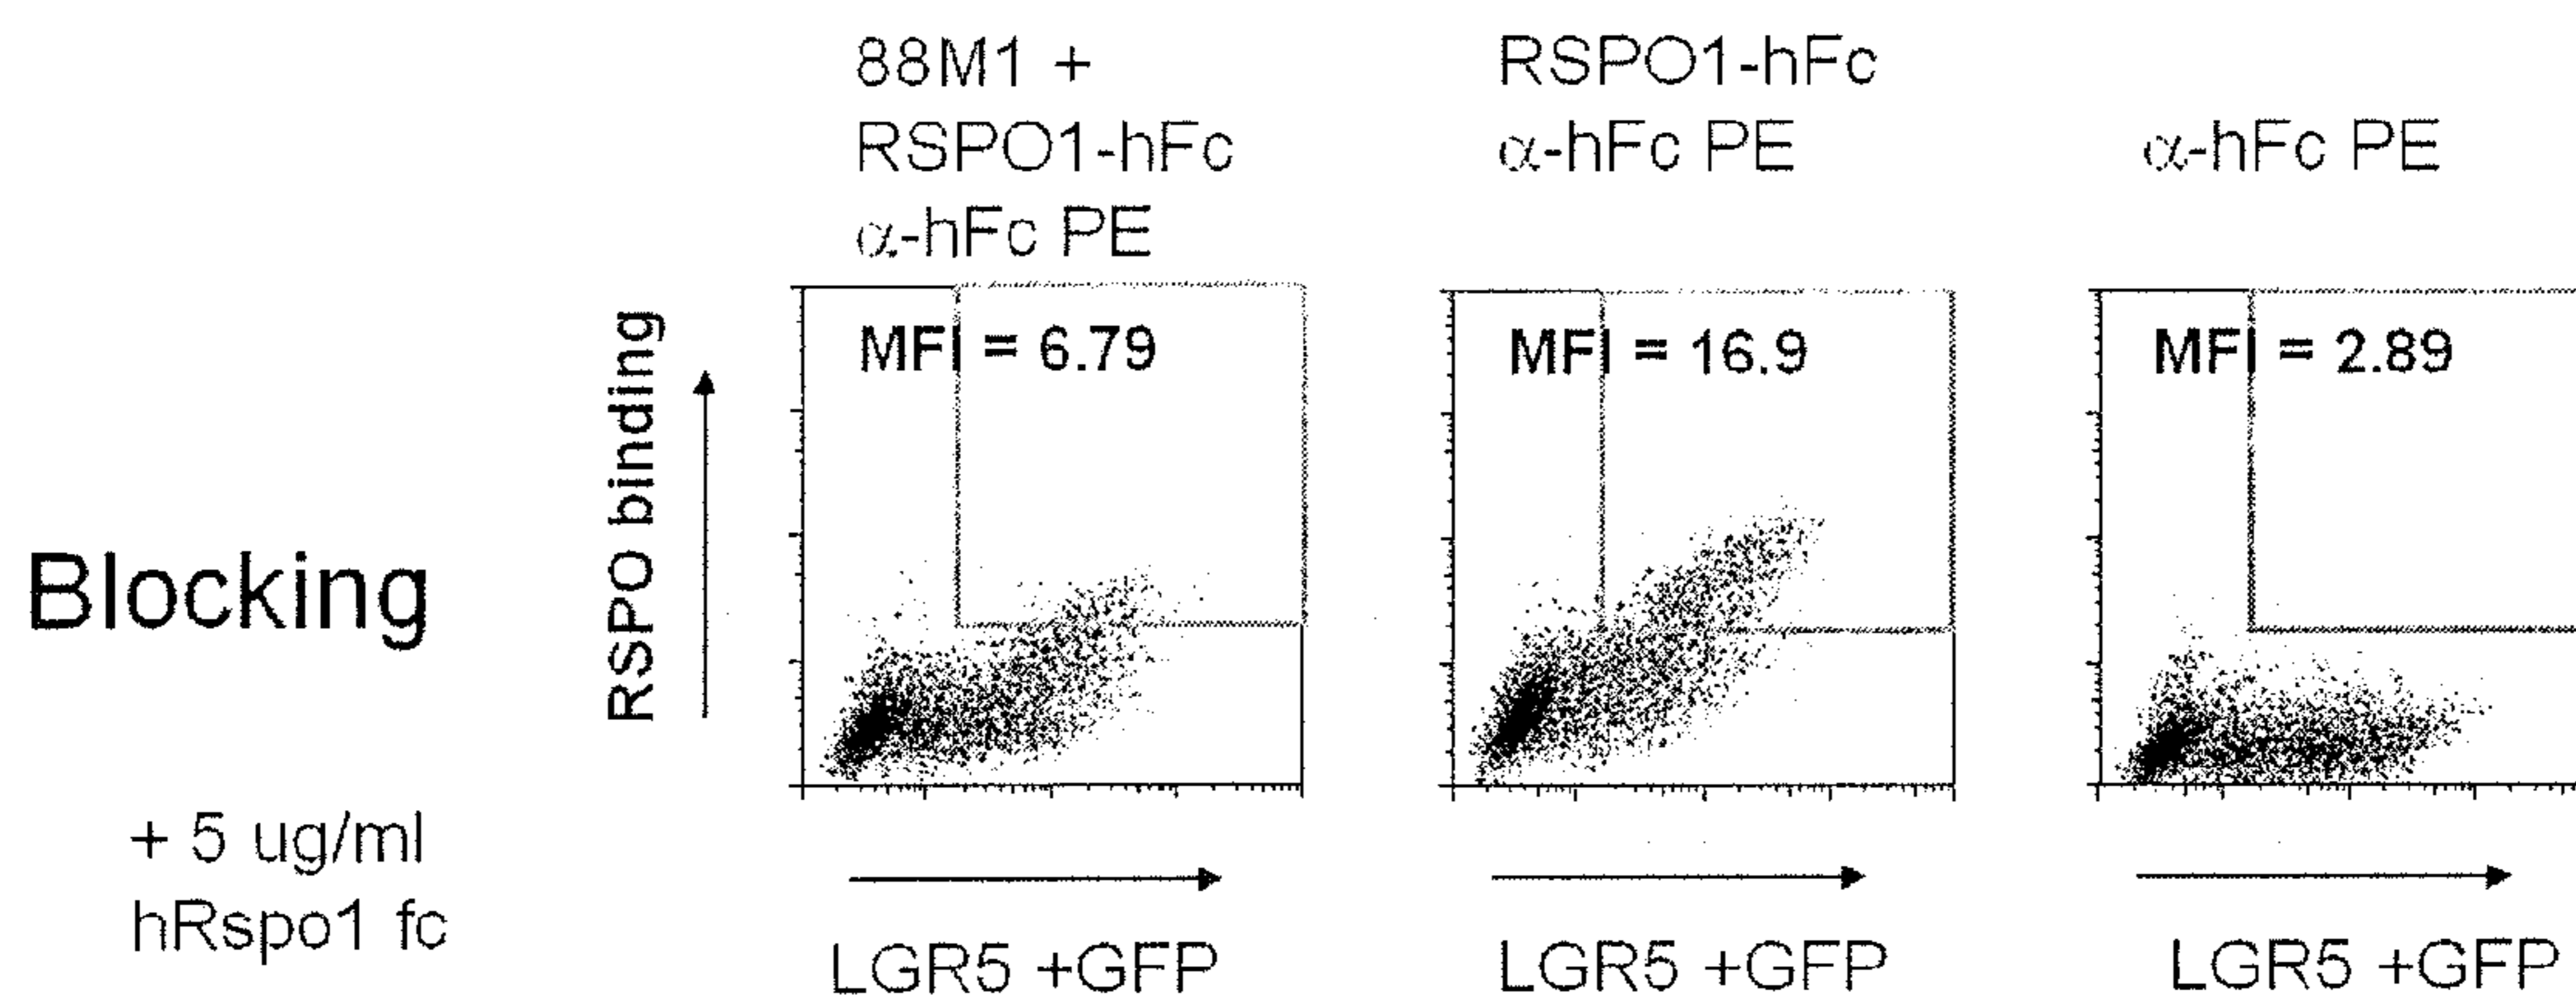 88M1 +
RSPO1-hFc
α-hFc PE
RSPO1-hFc
α-hFc PE
α-hFc PE
MFI = 6.79
MFI = 16.9
MFI = 2.89
RSPO binding
Blocking
+ 5 ug/ml
hRspo1 fc
LGR5 +GFP
LGR5 +GFP
LGR5 +GFP